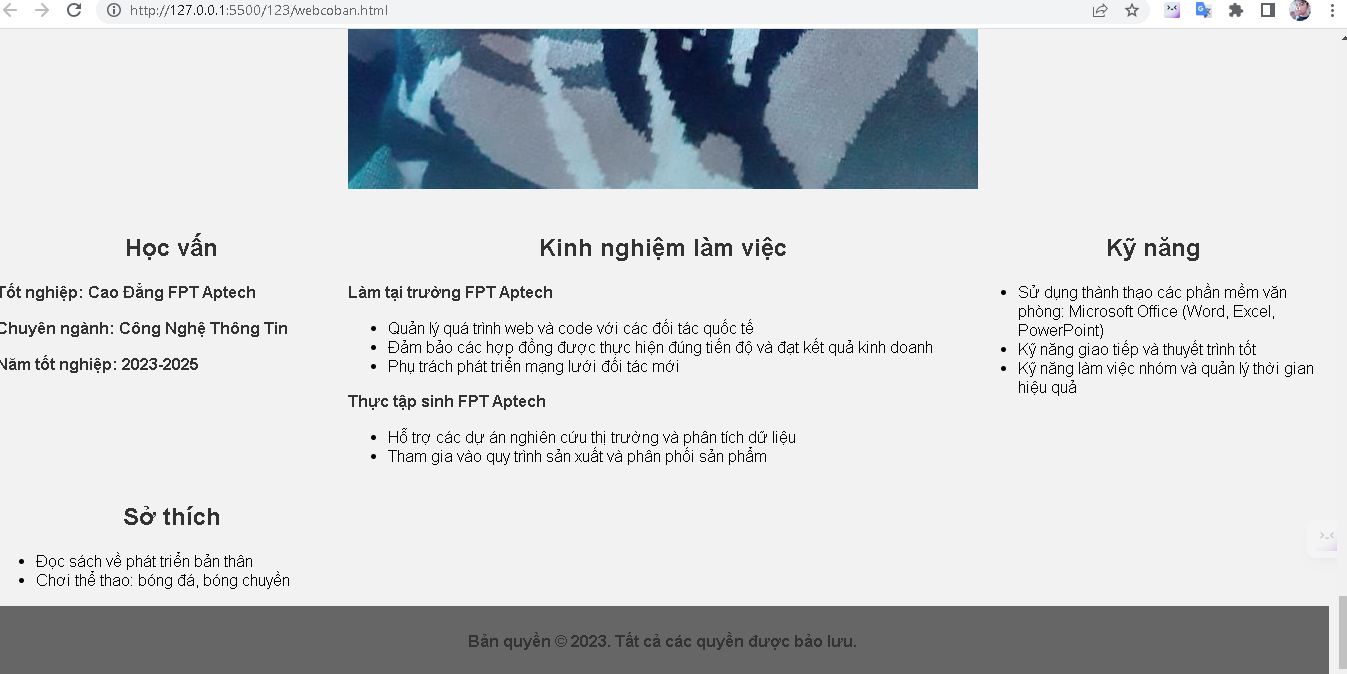 http://127.0.0.1:5500/123/webcoban.html
Học vấn
Tốt nghiệp: Cao Đẳng FPT Aptech
Chuyên ngành: Công Nghệ Thông Tin
Năm tốt nghiệp: 2023-2025
Kinh nghiệm làm việc
Làm tại trường FPT Aptech
Quản lý quá trình web và code với các đối tác quốc tế
Đảm bảo các hợp đồng được thực hiện đúng tiến độ và đạt kết quả kinh doanh
Phụ trách phát triển mạng lưới đối tác mới
Thực tập sinh FPT Aptech
Hỗ trợ các dự án nghiên cứu thị trường và phân tích dữ liệu
Tham gia vào quy trình sản xuất và phân phối sản phẩm
Kỹ năng
Sử dụng thành thạo các phần mềm văn
phòng: Microsoft Office (Word, Excel,
PowerPoint)
Kỹ năng giao tiếp và thuyết trình tốt
Kỹ năng làm việc nhóm và quản lý thời gian
hiệu quả
Sở thích
Đọc sách về phát triển bản thân
Chơi thể thao: bóng đá, bóng chuyền
Bản quyền © 2023. Tất cả các quyền được bảo lưu.